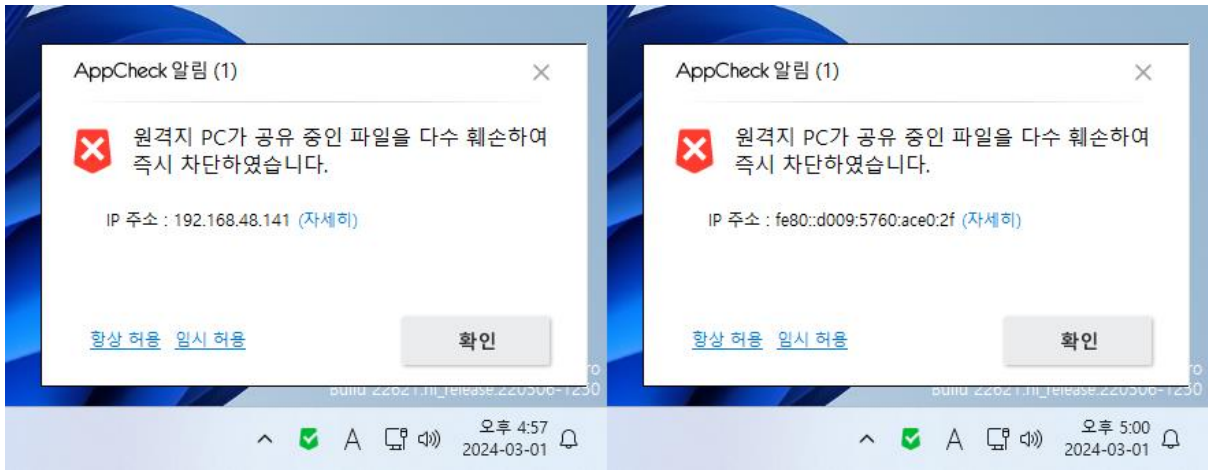 AppCheck 알림 (1)
원격지 PC가 공유 중인 파일을 다수 훼손하여
즉시 차단하였습니다.
IP 주소 : 192.168.48.141 (자세히)
항상 허용 임시 허용 확인
오후 4:57
2024-03-01
AppCheck 알림 (1)
원격지 PC가 공유 중인 파일을 다수 훼손하여
즉시 차단하였습니다.
IP 주소 : fe80::d009:5760:ace0:2f (자세히)
항상 허용 임시 허용 확인
A
오후 5:00
2024-03-01